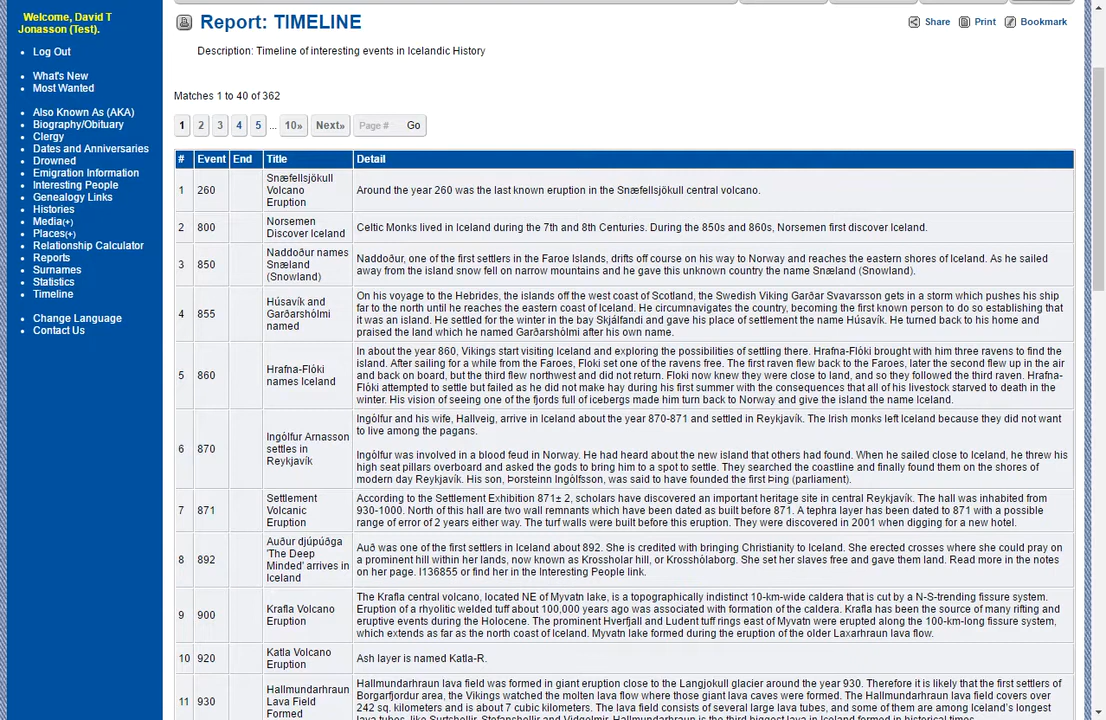 Welcome, David T
Jonasson (Test).
Log Out
What's New
Most Wanted
Also Known As (AKA)
Biography/Obituary
Clergy
Dates and Anniversaries
Drowned
Emigration Information
Interesting People
Genealogy Links
Histories
Media(+)
Places(+)
Relationship Calculator
Reports
Surnames
Statistics
Timeline
Change Language
Contact Us
Report: TIMELINE
Share Print Bookmark
Description: Timeline of interesting events in Icelandic History
Matches 1 to 40 of 362
1 2 3 4 5 ... 10» Next» Page # Go
# Event End Title Detail
1 260
Snæfellsjökull
Volcano
Eruption
Around the year 260 was the last known eruption in the Snæfellsjökull central volcano.
2 800
Norsemen
Discover Iceland
Celtic Monks lived in Iceland during the 7th and 8th Centuries. During the 850s and 860s, Norsemen first discover Iceland.
3 850
Naddoður names
Snæland
(Snowland)
Naddoður, one of the first settlers in the Faroe Islands, drifts off course on his way to Norway and reaches the eastern shores of Iceland. As he sailed
away from the island snow fell on narrow mountains and he gave this unknown country the name Snæland (Snowland).
4 855
Húsavík and
Garðarshólmi
named
On his voyage to the Hebrides, the islands off the west coast of Scotland, the Swedish Viking Garðar Svavarsson gets in a storm which pushes his ship
far to the north until he reaches the eastern coast of Iceland. He circumnavigates the country, becoming the first known person to do so establishing that
it was an island. He settled for the winter in the bay Skjálfandi and gave his place of settlement the name Húsavík. He turned back to his home and
praised the land which he named Garðarshólmi after his own name.
5 860
Hrafna-Flóki
names Iceland
In about the year 860, Vikings start visiting Iceland and exploring the possibilities of settling there. Hrafna-Flóki brought with him three ravens to find the
island. After sailing for a while from the Faroes, Floki set one of the ravens free. The first raven flew back to the Faroes, later the second flew up in the air
and back on board, but the third flew northwest and did not return. Floki now knew they were close to land, and so they followed the third raven. Hrafna-
Flóki attempted to settle but failed as he did not make hay during his first summer with the consequences that all of his livestock starved to death in the
winter. His vision of seeing one of the fjords full of icebergs made him turn back to Norway and give the island the name Iceland.
6 870
Ingólfur Arnasson
settles in
Reykjavík
Ingólfur and his wife, Hallveig, arrive in Iceland about the year 870-871 and settled in Reykjavík. The Irish monks left Iceland because they did not want
to live among the pagans.
Ingólfur was involved in a blood feud in Norway. He had heard about the new island that others had found. When he sailed close to Iceland, he threw his
high seat pillars overboard and asked the gods to bring him to a spot to settle. They searched the coastline and finally found them on the shores of
modern day Reykjavík. His son, Þorsteinn Ingólfsson, was said to have founded the first Þing (parliament).
7 871
Settlement
Volcanic
Eruption
According to the Settlement Exhibition 871± 2, scholars have discovered an important heritage site in central Reykjavík. The hall was inhabited from
930-1000. North of this hall are two wall remnants which have been dated as built before 871. A tephra layer has been dated to 871 with a possible
range of error of 2 years either way. The turf walls were built before this eruption. They were discovered in 2001 when digging for a new hotel.
8 892
Auður djúpúðga
'The Deep
Minded' arrives in
Iceland
Auð was one of the first settlers in Iceland about 892. She is credited with bringing Christianity to Iceland. She erected crosses where she could pray on
a prominent hill within her lands, now known as Krossholar hill, or Krosshólaborg. She set her slaves free and gave them land. Read more in the notes
on her page. I136855 or find her in the Interesting People link.
9 900
Krafla Volcano
Eruption
The Krafla central volcano, located NE of Myvatn lake, is a topographically indistinct 10-km-wide caldera that is cut by a N-S-trending fissure system.
Eruption of a rhyolitic welded tuff about 100,000 years ago was associated with formation of the caldera. Krafla has been the source of many rifting and
eruptive events during the Holocene. The prominent Hverfjall and Ludent tuff rings east of Myvatn were erupted along the 100-km-long fissure system,
which extends as far as the north coast of Iceland. Myvatn lake formed during the eruption of the older Laxarhraun lava flow.
10 920
Katla Volcano
Eruption
Ash layer is named Katla-R.
11 930
Hallmundarhraun
Lava Field
Formed
Hallmundarhraun lava field was formed in giant eruption close to the Langjokull glacier around the year 930. Therefore it is likely that the first settlers of
Borgarfjordur area, the Vikings watched the molten lava flow where those giant lava caves were formed. The Hallmundarhraun lava field covers over
242 sq. kilometers and is about 7 cubic kilometers. The lava field consists of several large lava tubes, and some of them are among Iceland's longest
lava tubes, like Surtshellir, Stefanshellir and Vidgelmir. Hallmundarhraun is the third biggest lava in Iceland formed in historical times.